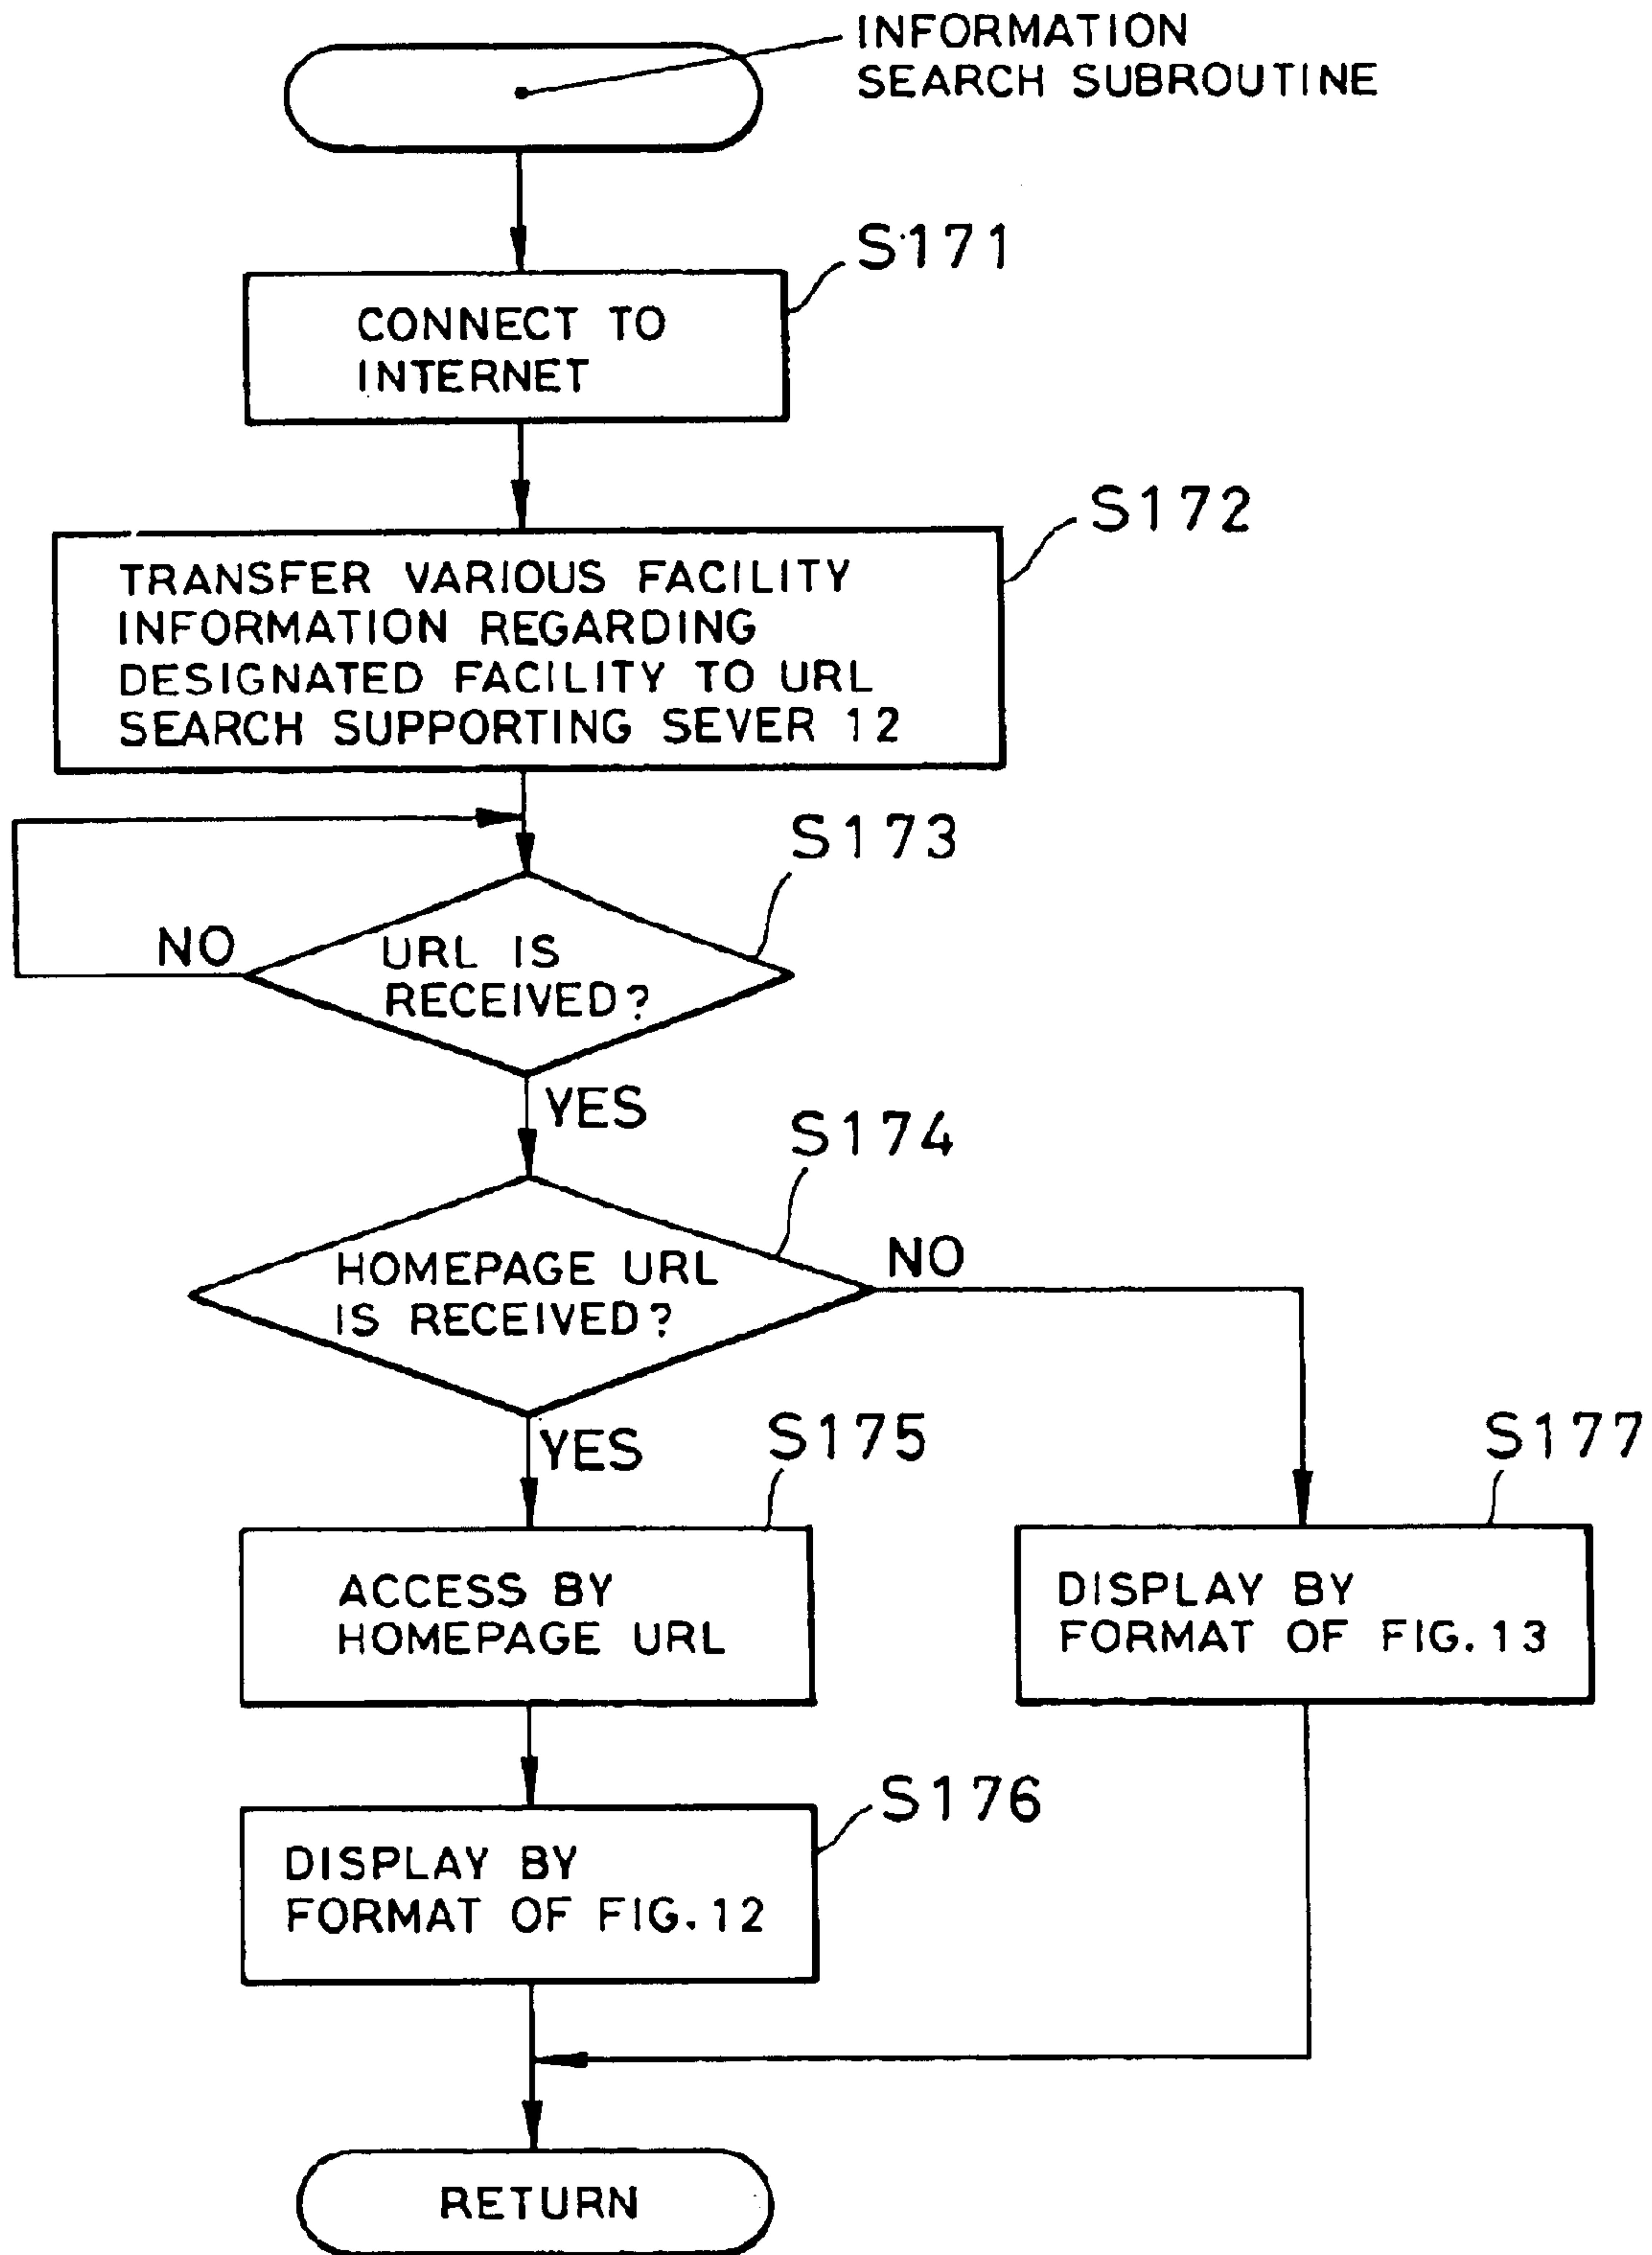 INFORMATION
SEARCH SUBROUTINE
S171
CONNECT TO
INTERNET
S172
TRANSFER VARIOUS FACILITY
INFORMATION REGARDING
DESIGNATED FACILITY TO URL
SEARCH SUPPORTING SEVER 12
S173
NO
URL IS
RECEIVED?
YES
S174
HOMEPAGE URL
IS RECEIVED?
NO
YES
S175
S177
ACCESS BY
HOMEPAGE URL
DISPLAY BY
FORMAT OF FIG.13
S176
DISPLAY BY
FORMAT OF FIG.12
RETURN